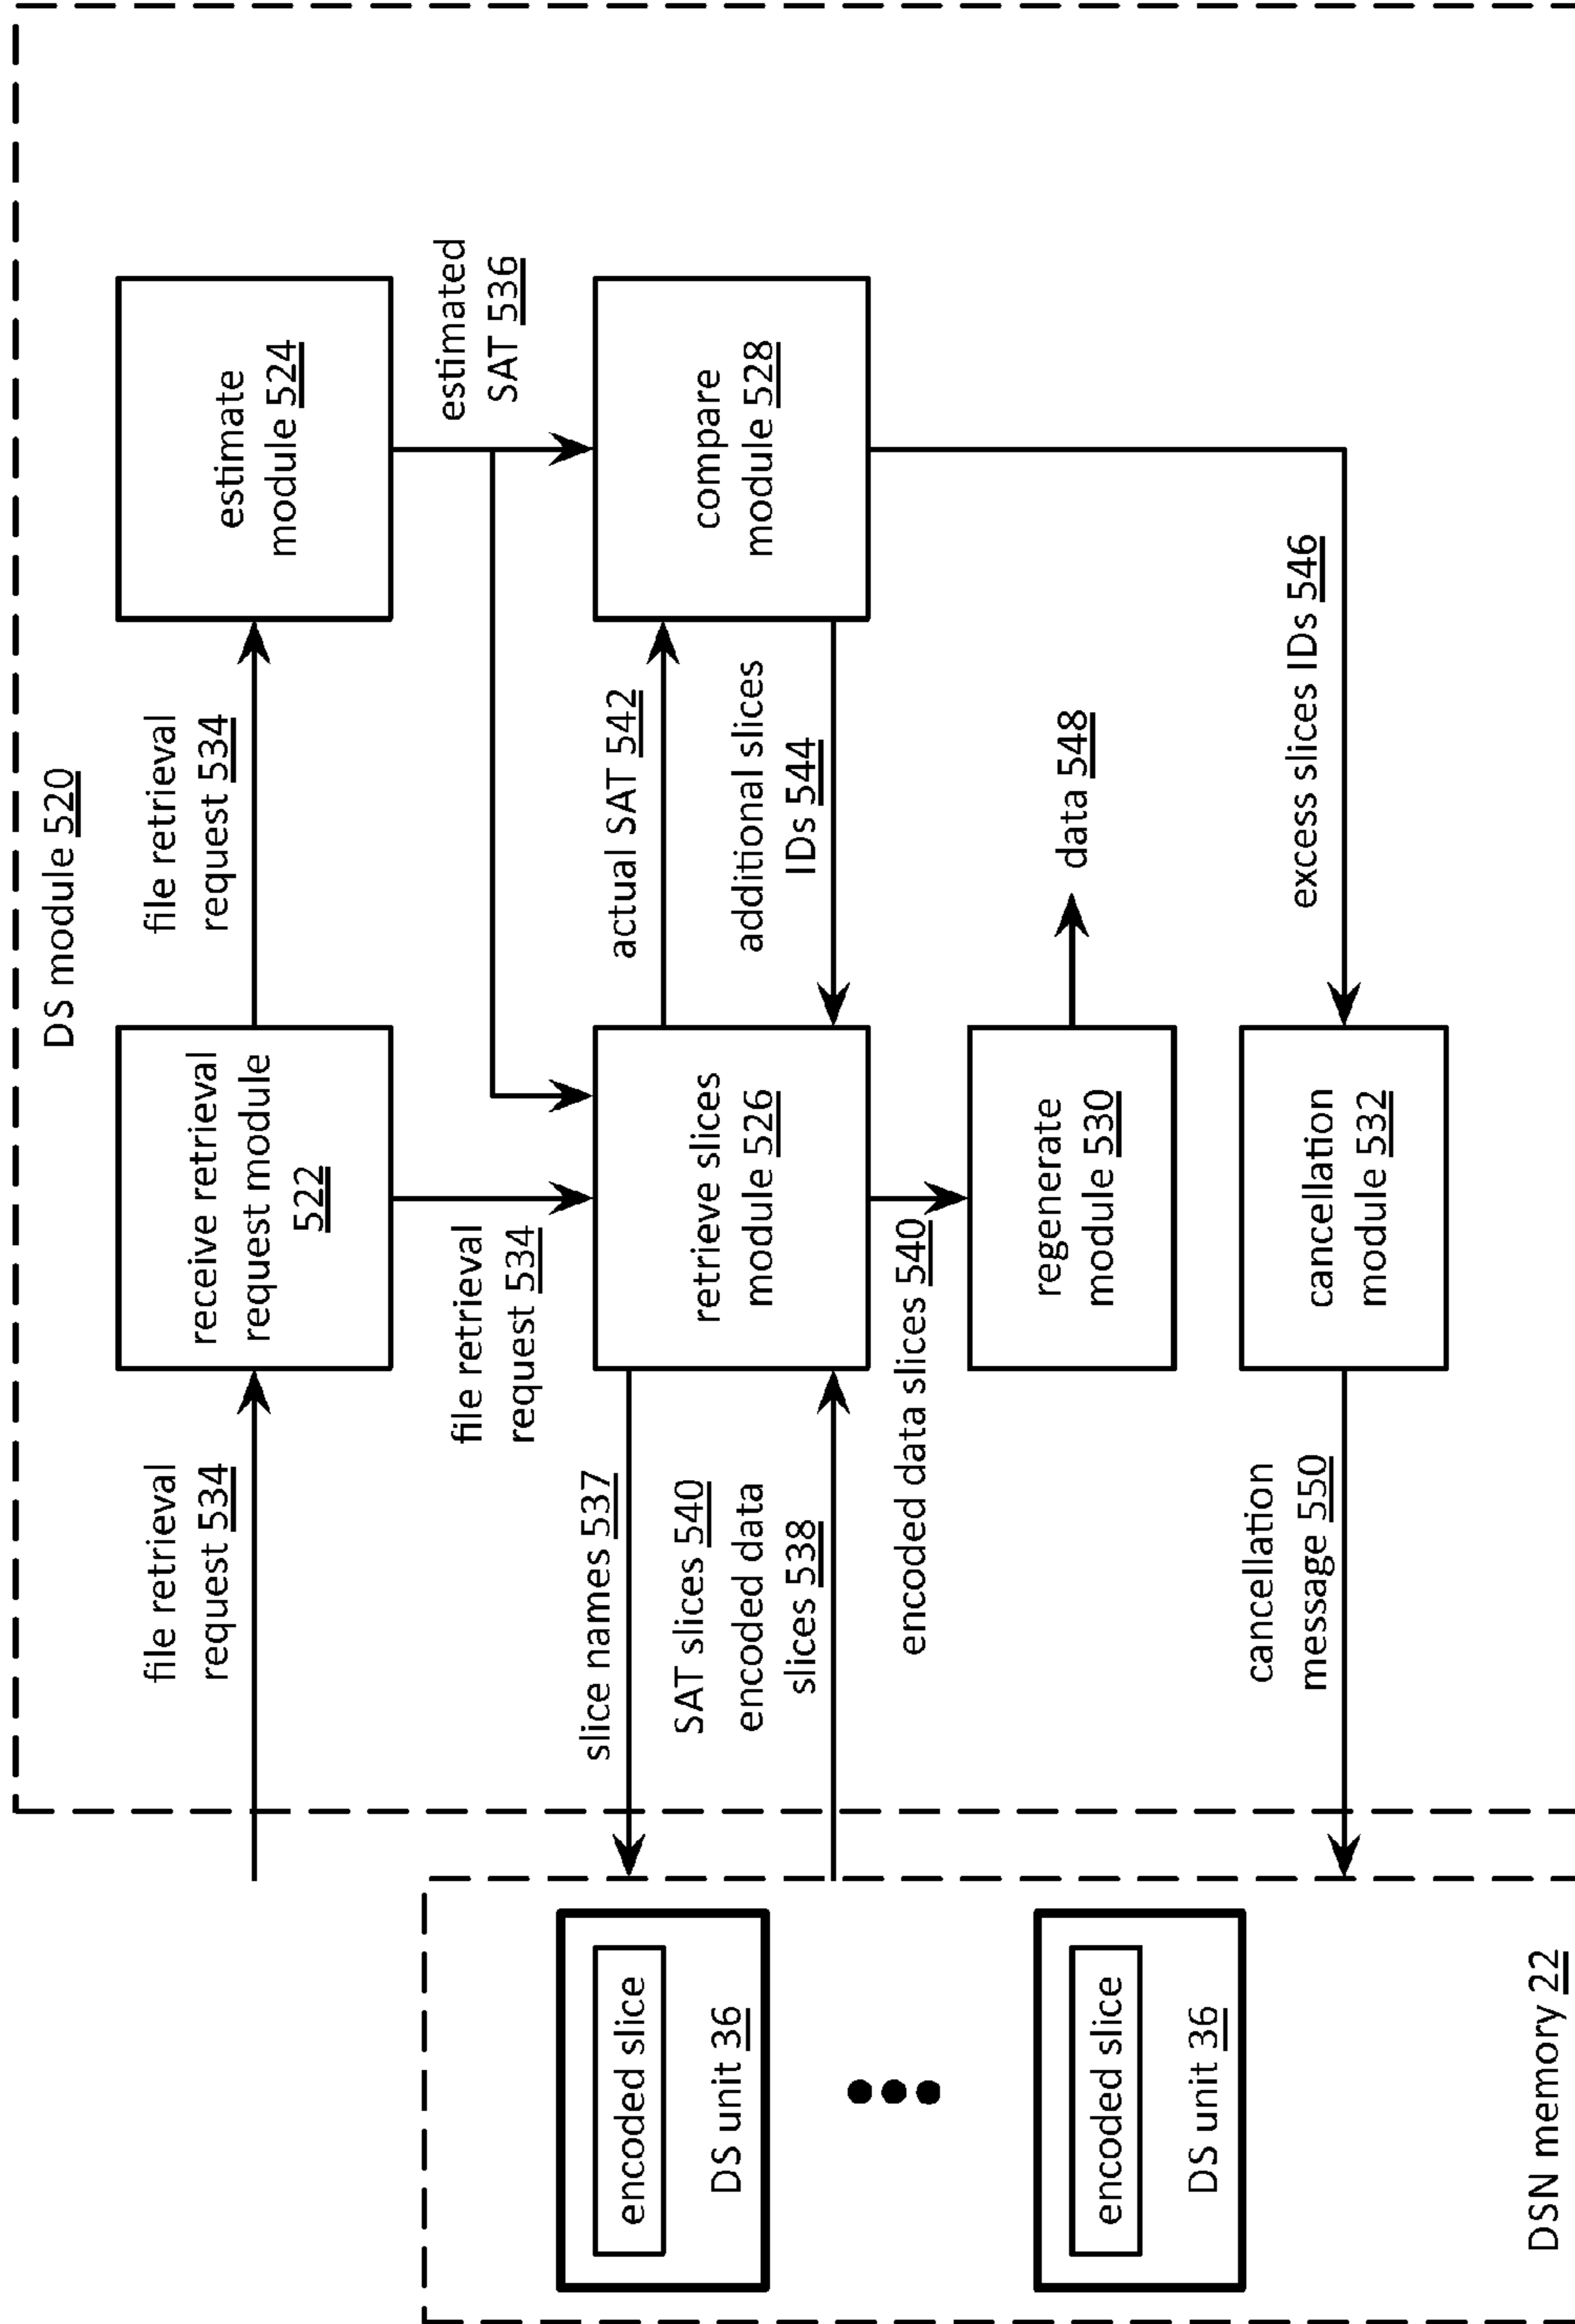 DS module 520
file retrieval
request 534
receive retrieval
request module
522
file retrieval
request 534
estimate
module 524
file retrieval
request 534
estimated
SAT 536
slice names 537
SAT slices 540
encoded data
slices 538
retrieve slices
module 526
actual SAT 542
additional slices
IDs 544
compare
module 528
encoded data slices 540
regenerate
module 530
data 548
cancellation
message 550
cancellation
module 532
excess slices IDs 546
encoded slice
DS unit 36
encoded slice
DS unit 36
DSN memory 22